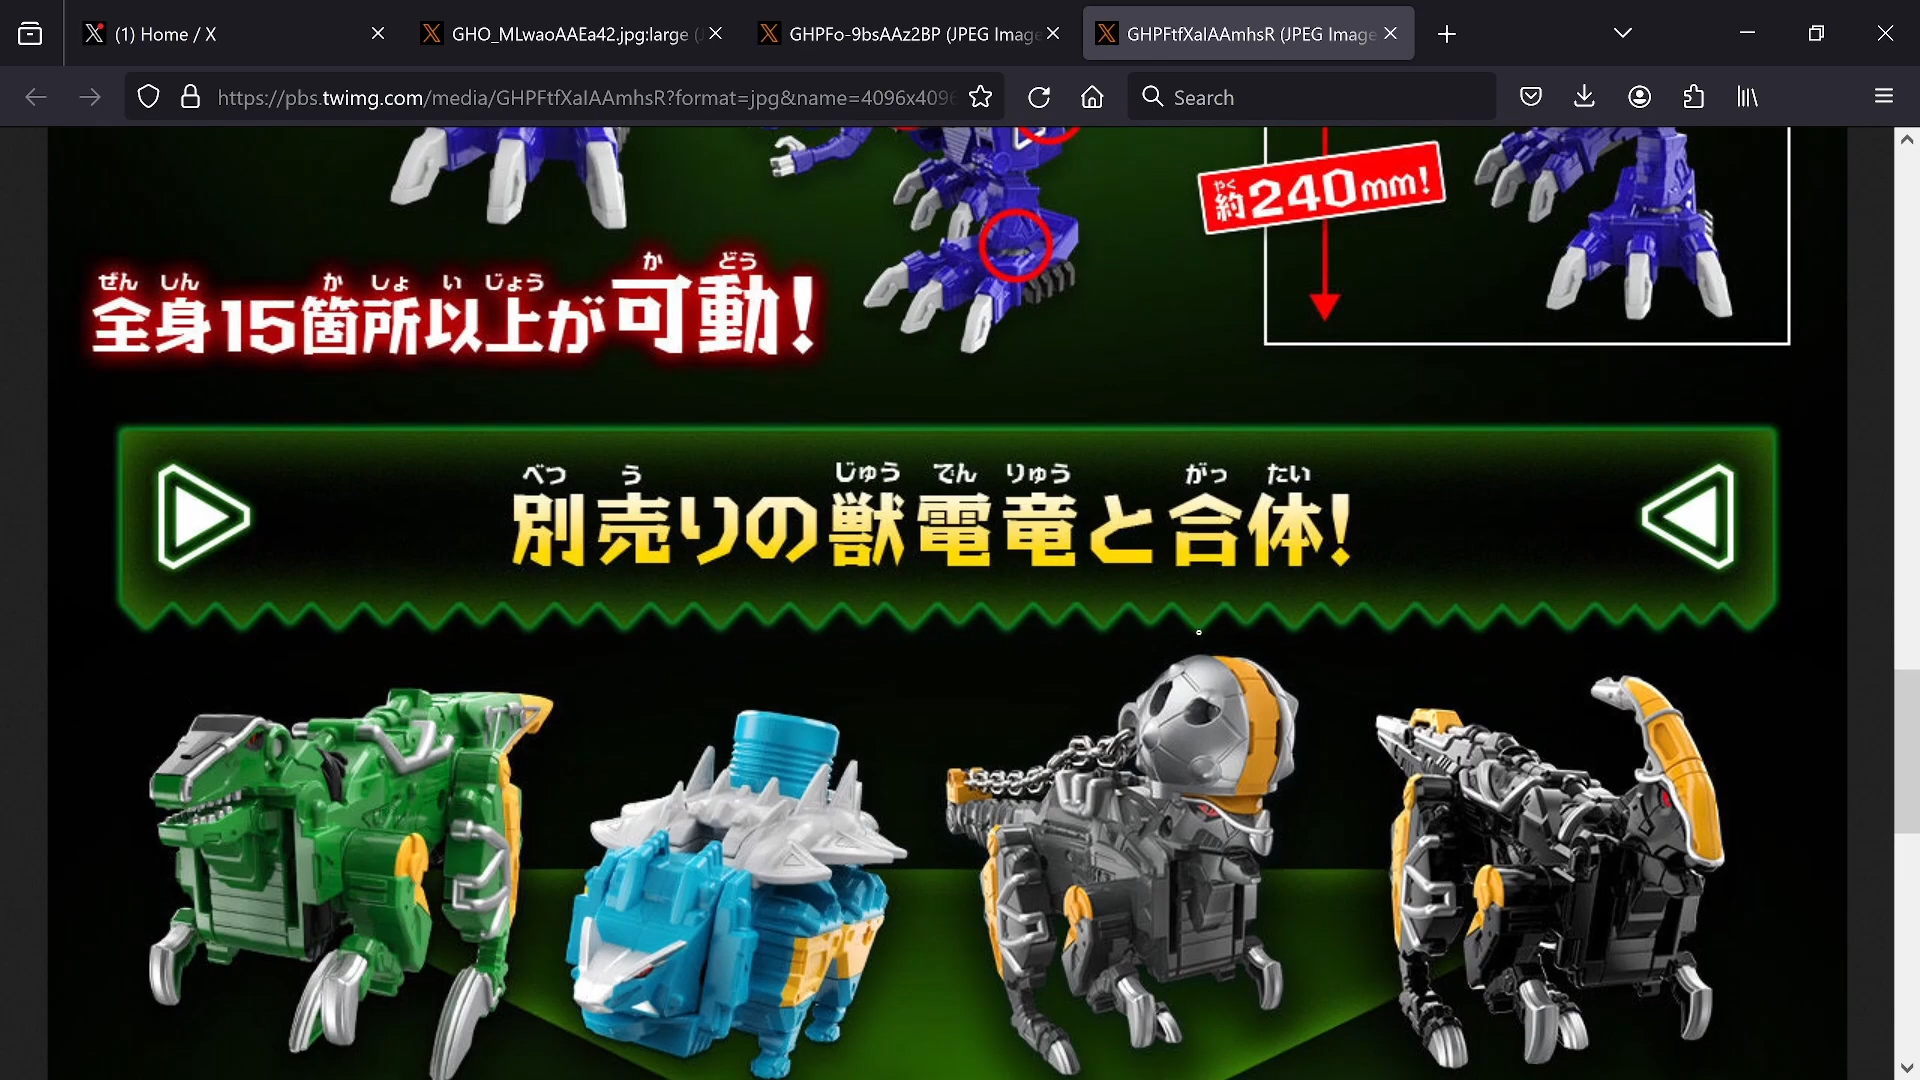 (1) Home / X
GHO_MLwaoAAEa42.jpg:large (
GHPFo-9bsAAz2BP (JPEG Image
GHPFtfXaIAAmhsR (JPEG Image
https://pbs.twimg.com/media/GHPFtfXaIAAmhsR?format=jpg&name=4096x4096
Search
やく
約240mm!
ぜんしん かしょいじょう かどう
全身15箇所以上が可動!
べつ う じゅうでんりゅう がったい
別売りの獣電竜と合体!